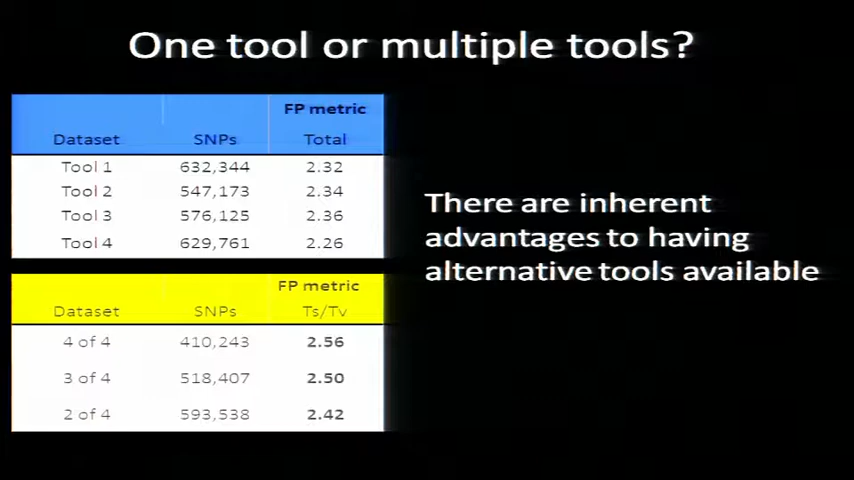 One tool or multiple tools?
FP metric
Dataset SNPs Total
Tool 1 632,344 2.32
Tool 2 547,173 2.34
Tool 3 576,125 2.36
Tool 4 629,761 2.26
FP metric
Dataset SNPs Ts/Tv
4 of 4 410,243 2.56
3 of 4 518,407 2.50
2 of 4 593,538 2.42
There are inherent
advantages to having
alternative tools available